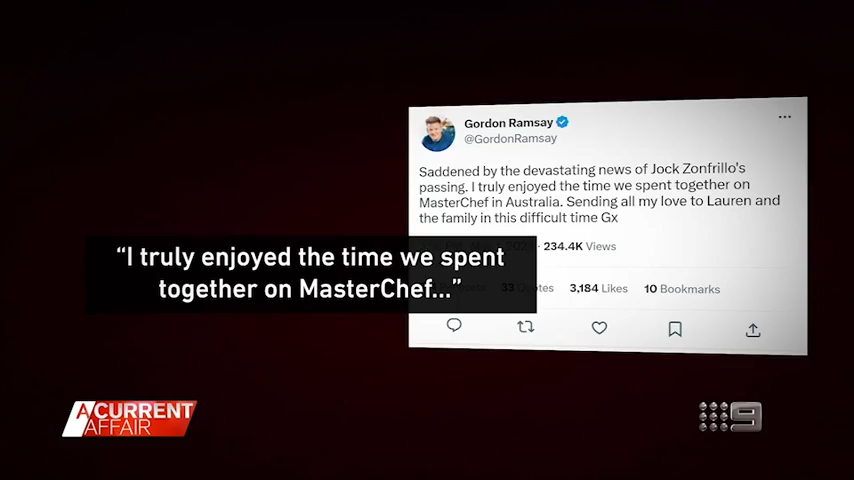 Gordon Ramsay
@GordonRamsay
Saddened by the devastating news of Jock Zonfrillo's
passing. I truly enjoyed the time we spent together on
MasterChef in Australia. Sending all my love to Lauren and
the family in this difficult time Gx
234.4K Views
33 Quotes 3,184 Likes 10 Bookmarks
“I truly enjoyed the time we spent
together on MasterChef...”
A CURRENT
AFFAIR
9